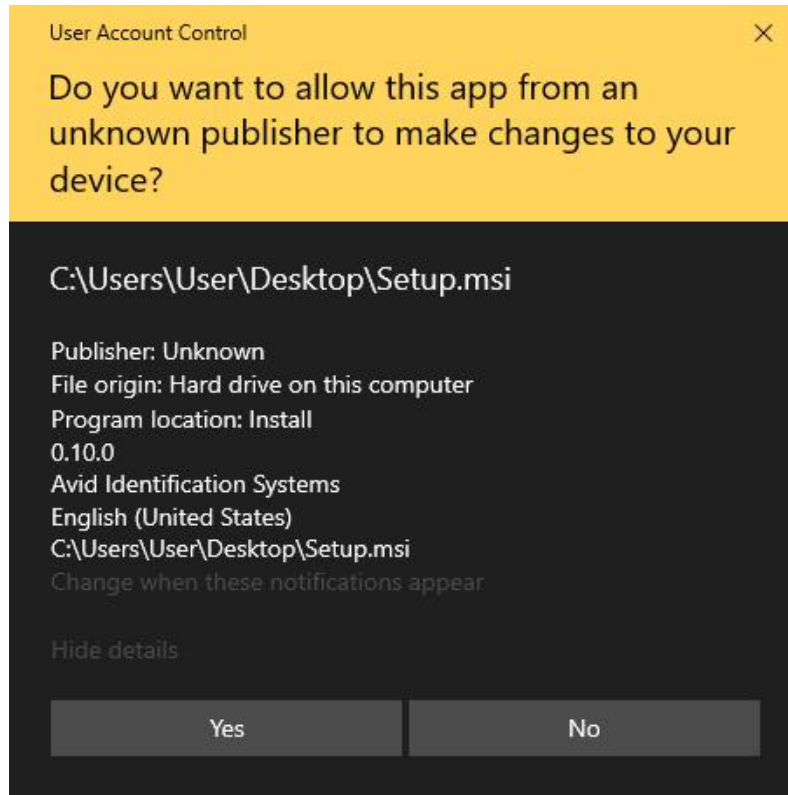 User Account Control
Do you want to allow this app from an
unknown publisher to make changes to your
device?
C:\Users\User\Desktop\Setup.msi
Publisher: Unknown
File origin: Hard drive on this computer
Program location: Install
0.10.0
Avid Identification Systems
English (United States)
C:\Users\User\Desktop\Setup.msi
Change when these notifications appear
Hide details
Yes
No